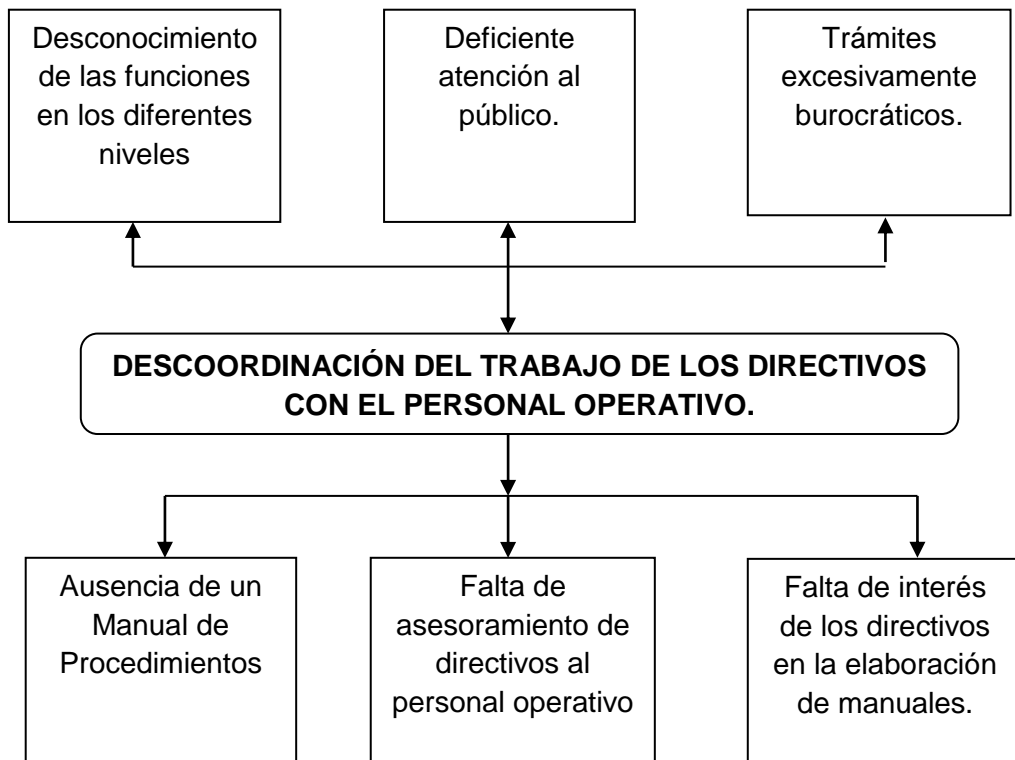 Desconocimiento
de las funciones
en los diferentes
niveles
Deficiente
atención al
público.
Trámites
excesivamente
burocráticos.
DESCOORDINACIÓN DEL TRABAJO DE LOS DIRECTIVOS
CON EL PERSONAL OPERATIVO.
Ausencia de un
Manual de
Procedimientos
Falta de
asesoramiento de
directivos al
personal operativo
Falta de interés
de los directivos
en la elaboración
de manuales.